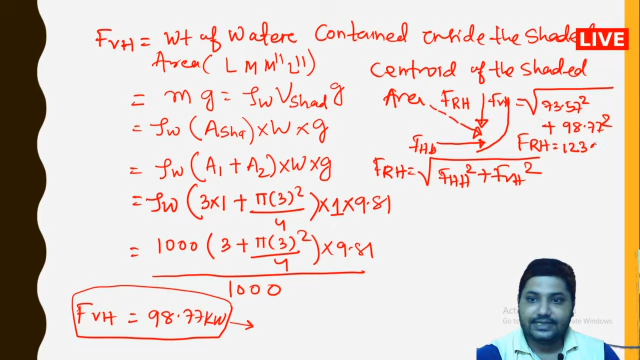 FVH = Wt of Water Contained inside the Shaded
Area ( L M M" L")
= m g = ρw Vshad g
= ρw (Asha) × W × g
= ρw (A1 + A2) × W × g
= ρw (3×1 + π(3)²/4) × 1 × 9.81
= 1000 (3 + π(3)²/4) × 9.81
1000
FVH = 98.77 KN →
LIVE
Centroid of the Shaded
Area
FRH FVH = √73.57²
+ 98.77²
FRH = 123.
FHH
FRH = √FHH² + FVH²
Windows.